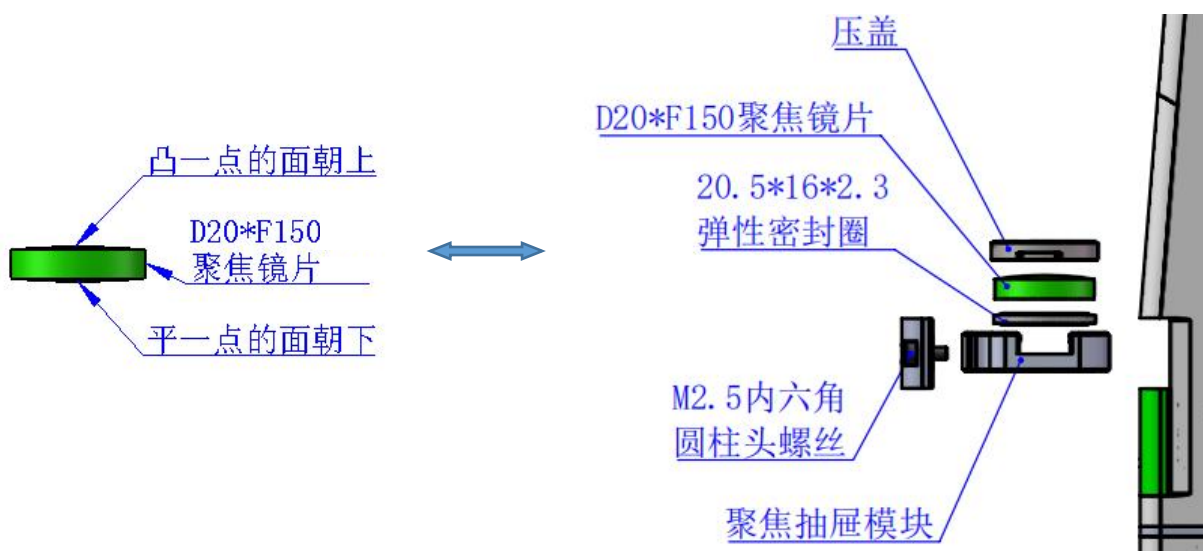 凸一点的面朝上
D20*F150
聚焦镜片
平一点的面朝下
压盖
D20*F150聚焦镜片
20.5*16*2.3
弹性密封圈
M2.5内六角
圆柱头螺丝
聚焦抽屉模块